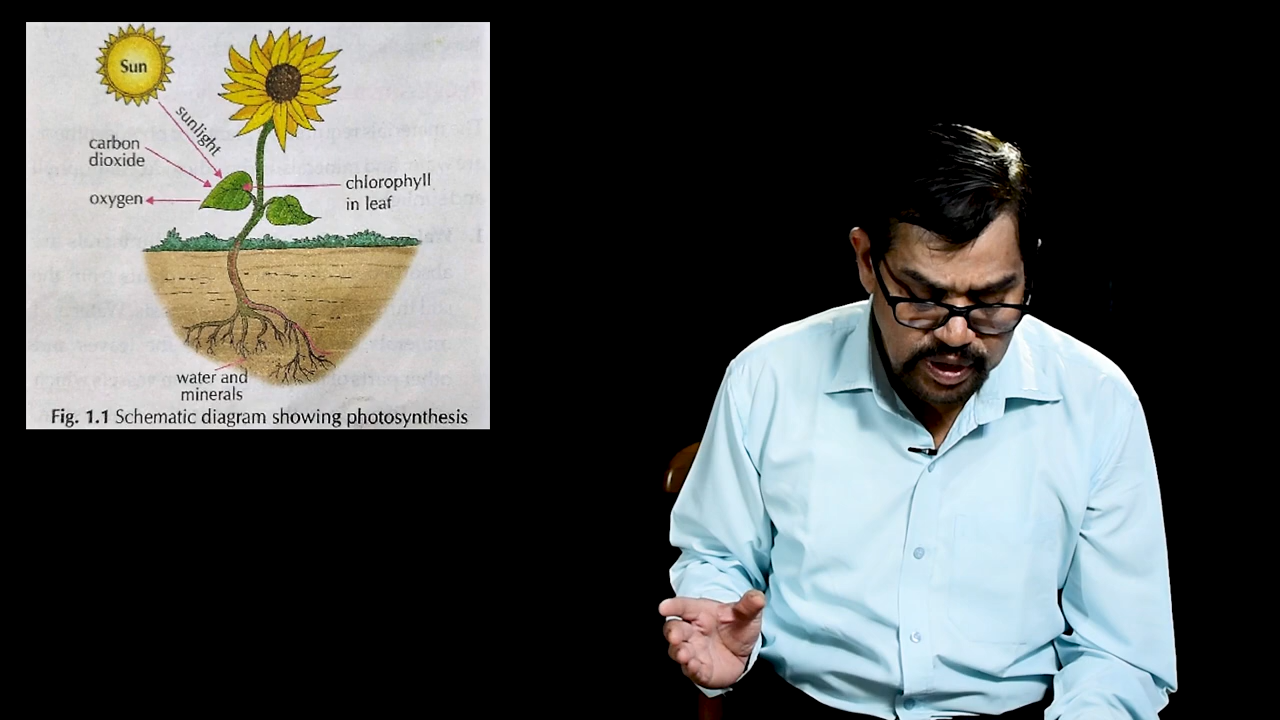 Sun
sunlight
carbon
dioxide
oxygen
chlorophyll
in leaf
water and
minerals
Fig. 1.1 Schematic diagram showing photosynthesis